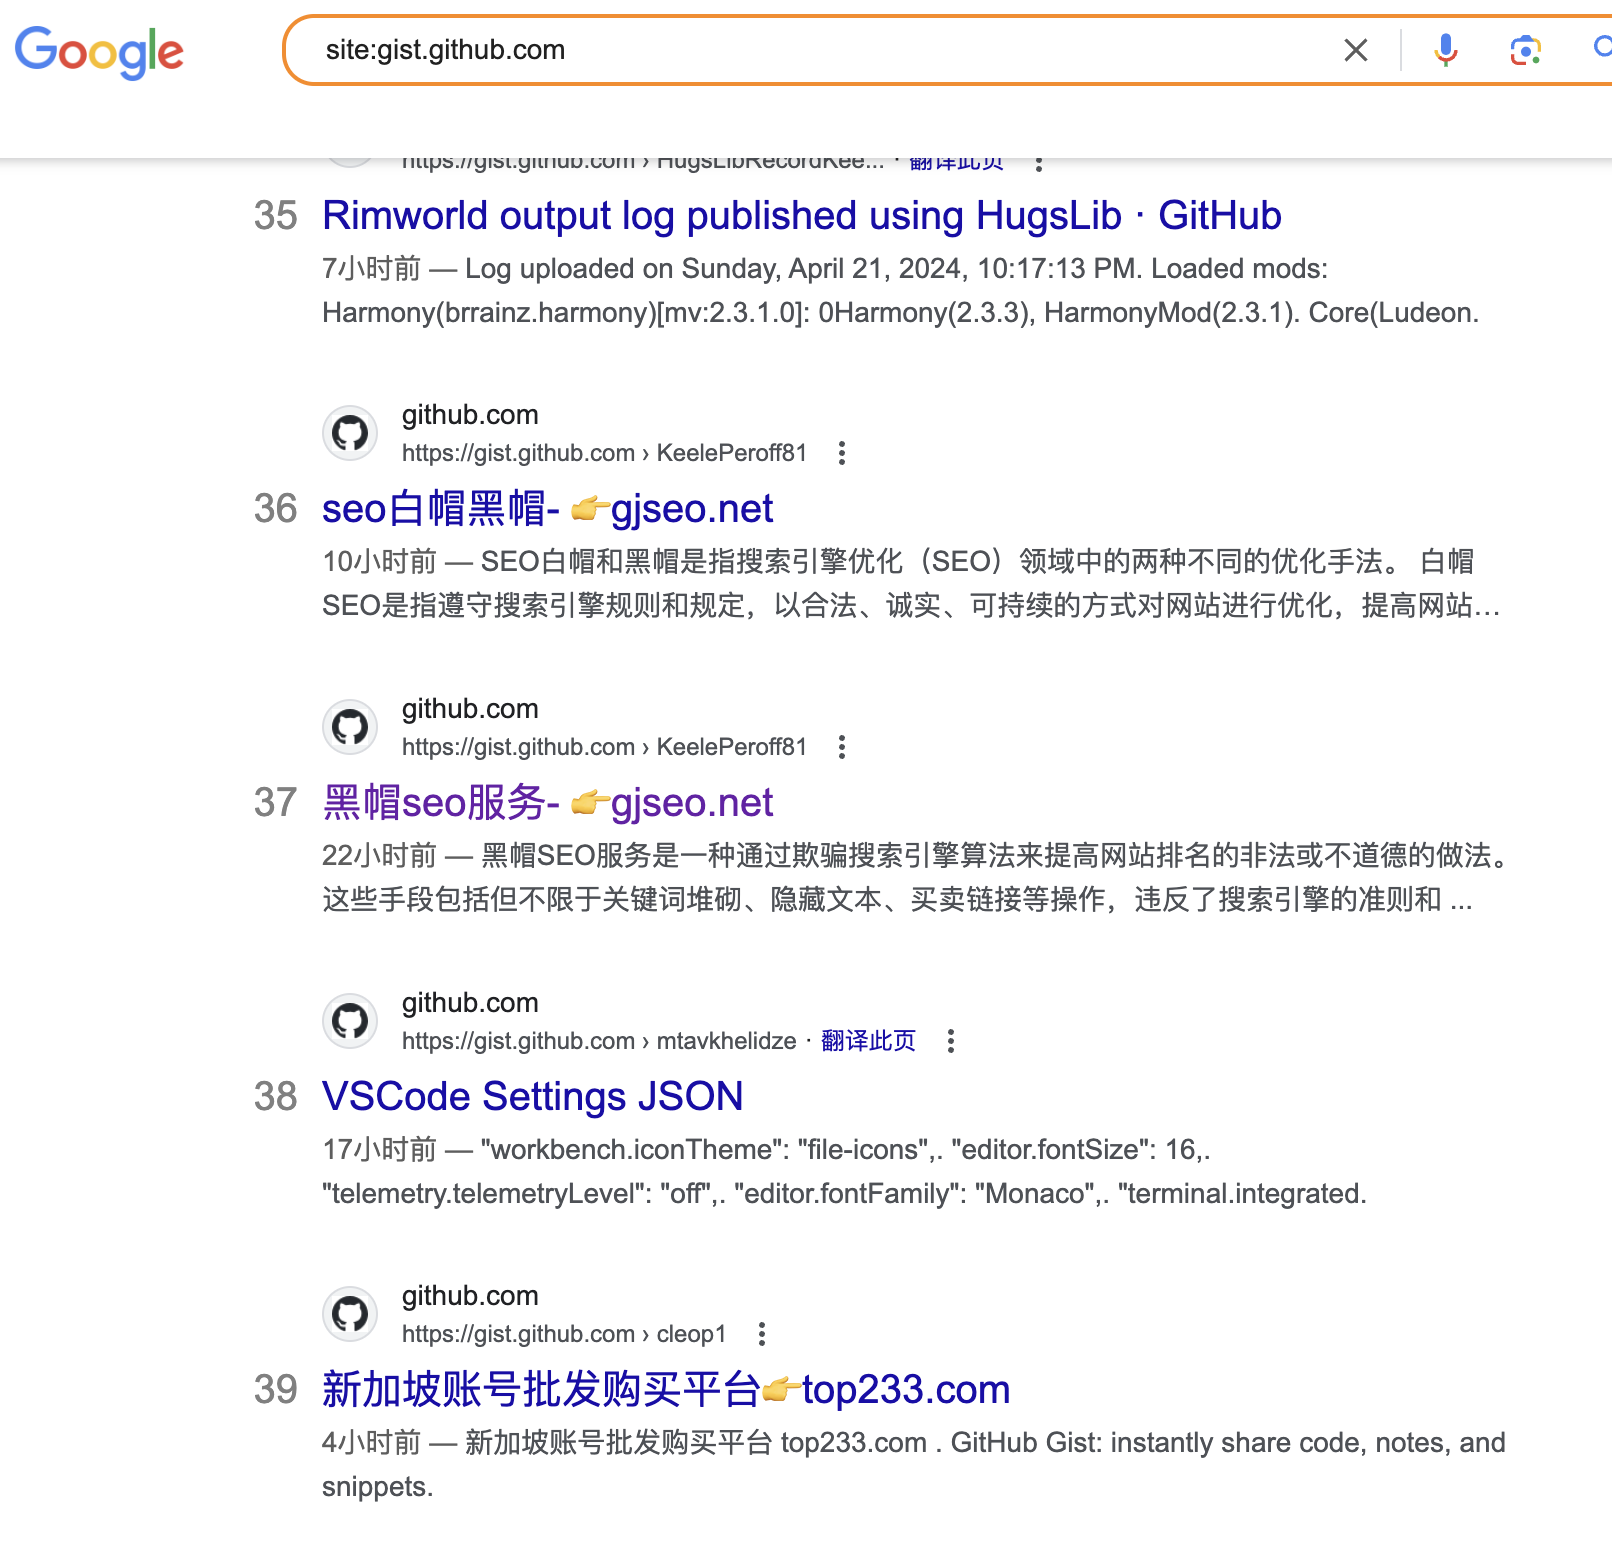 Google
site:gist.github.com
https://gist.github.com › HugsLibRecordKee... · 翻译此页
35 Rimworld output log published using HugsLib · GitHub
7小时前 — Log uploaded on Sunday, April 21, 2024, 10:17:13 PM. Loaded mods:
Harmony(brrainz.harmony)[mv:2.3.1.0]: 0Harmony(2.3.3), HarmonyMod(2.3.1). Core(Ludeon.
github.com
https://gist.github.com › KeelePeroff81
36 seo白帽黑帽- 👉gjseo.net
10小时前 — SEO白帽和黑帽是指搜索引擎优化（SEO）领域中的两种不同的优化手法。 白帽
SEO是指遵守搜索引擎规则和规定，以合法、诚实、可持续的方式对网站进行优化，提高网站...
github.com
https://gist.github.com › KeelePeroff81
37 黑帽seo服务- 👉gjseo.net
22小时前 — 黑帽SEO服务是一种通过欺骗搜索引擎算法来提高网站排名的非法或不道德的做法。
这些手段包括但不限于关键词堆砌、隐藏文本、买卖链接等操作，违反了搜索引擎的准则和 ...
github.com
https://gist.github.com › mtavkhelidze · 翻译此页
38 VSCode Settings JSON
17小时前 — "workbench.iconTheme": "file-icons",. "editor.fontSize": 16,.
"telemetry.telemetryLevel": "off",. "editor.fontFamily": "Monaco",. "terminal.integrated.
github.com
https://gist.github.com › cleop1
39 新加坡账号批发购买平台👉top233.com
4小时前 — 新加坡账号批发购买平台 top233.com . GitHub Gist: instantly share code, notes, and
snippets.